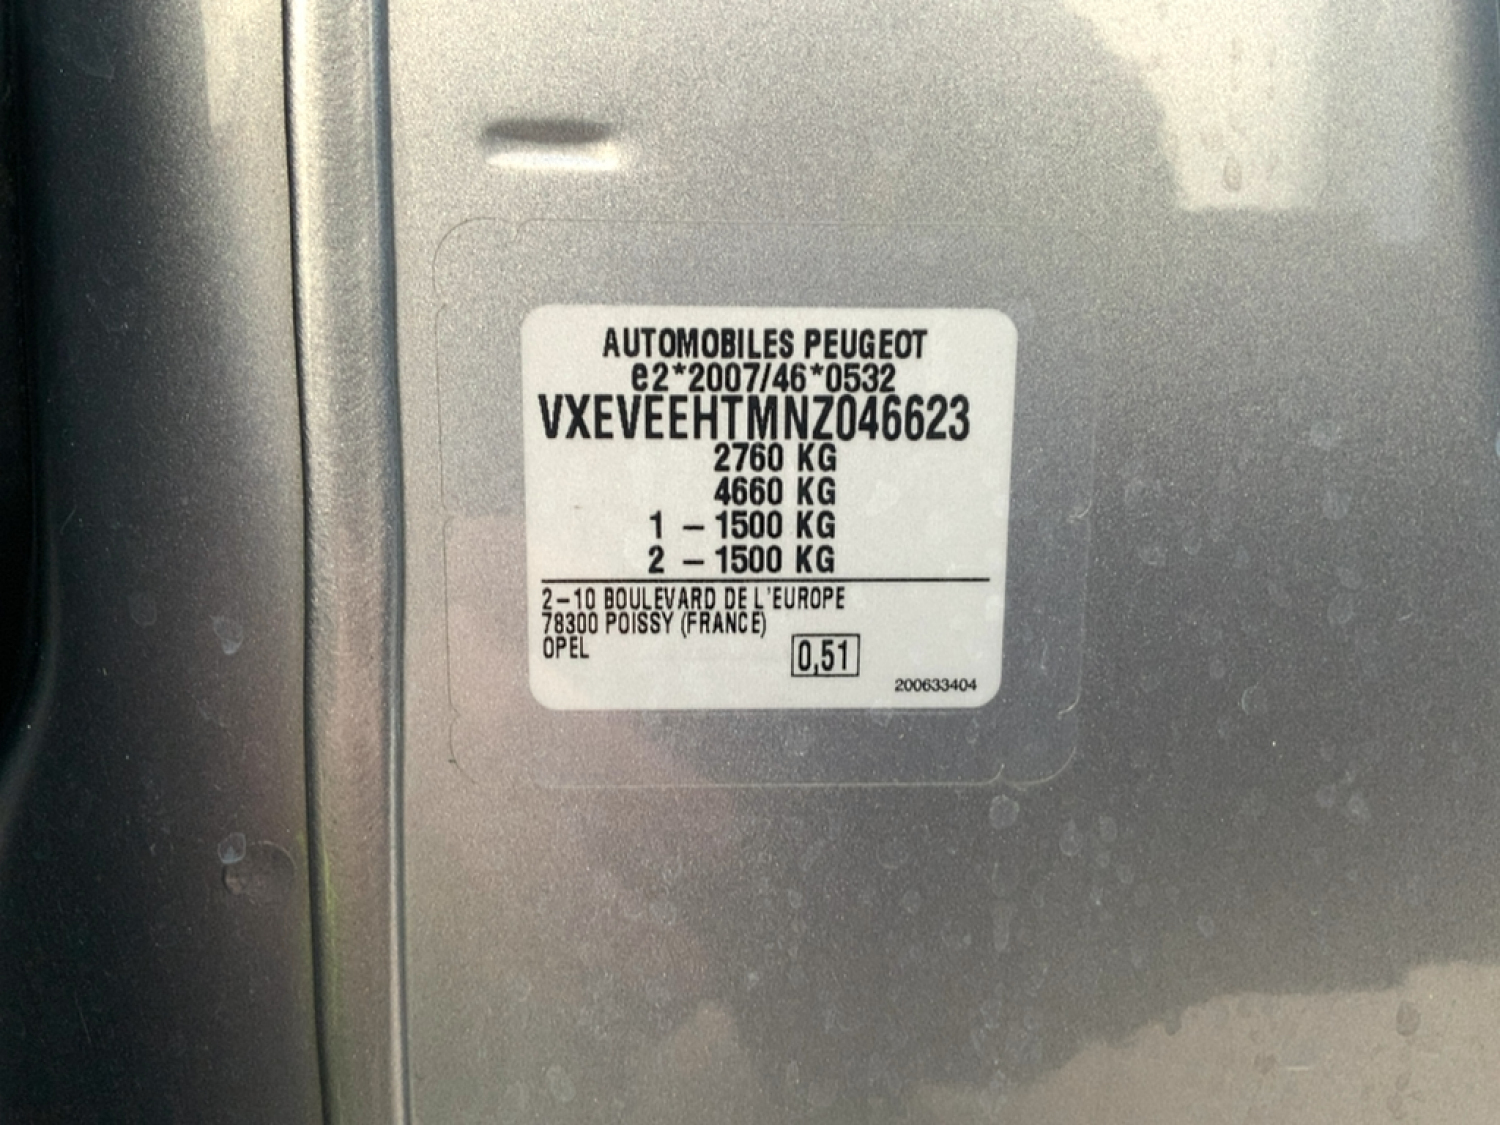 AUTOMOBILES PEUGEOT
e2*2007/46*0532
VXEVEEHTMNZ046623
2760 KG
4660 KG
1 – 1500 KG
2 – 1500 KG
2–10 BOULEVARD DE L'EUROPE
78300 POISSY (FRANCE)
OPEL
0,51
200633404